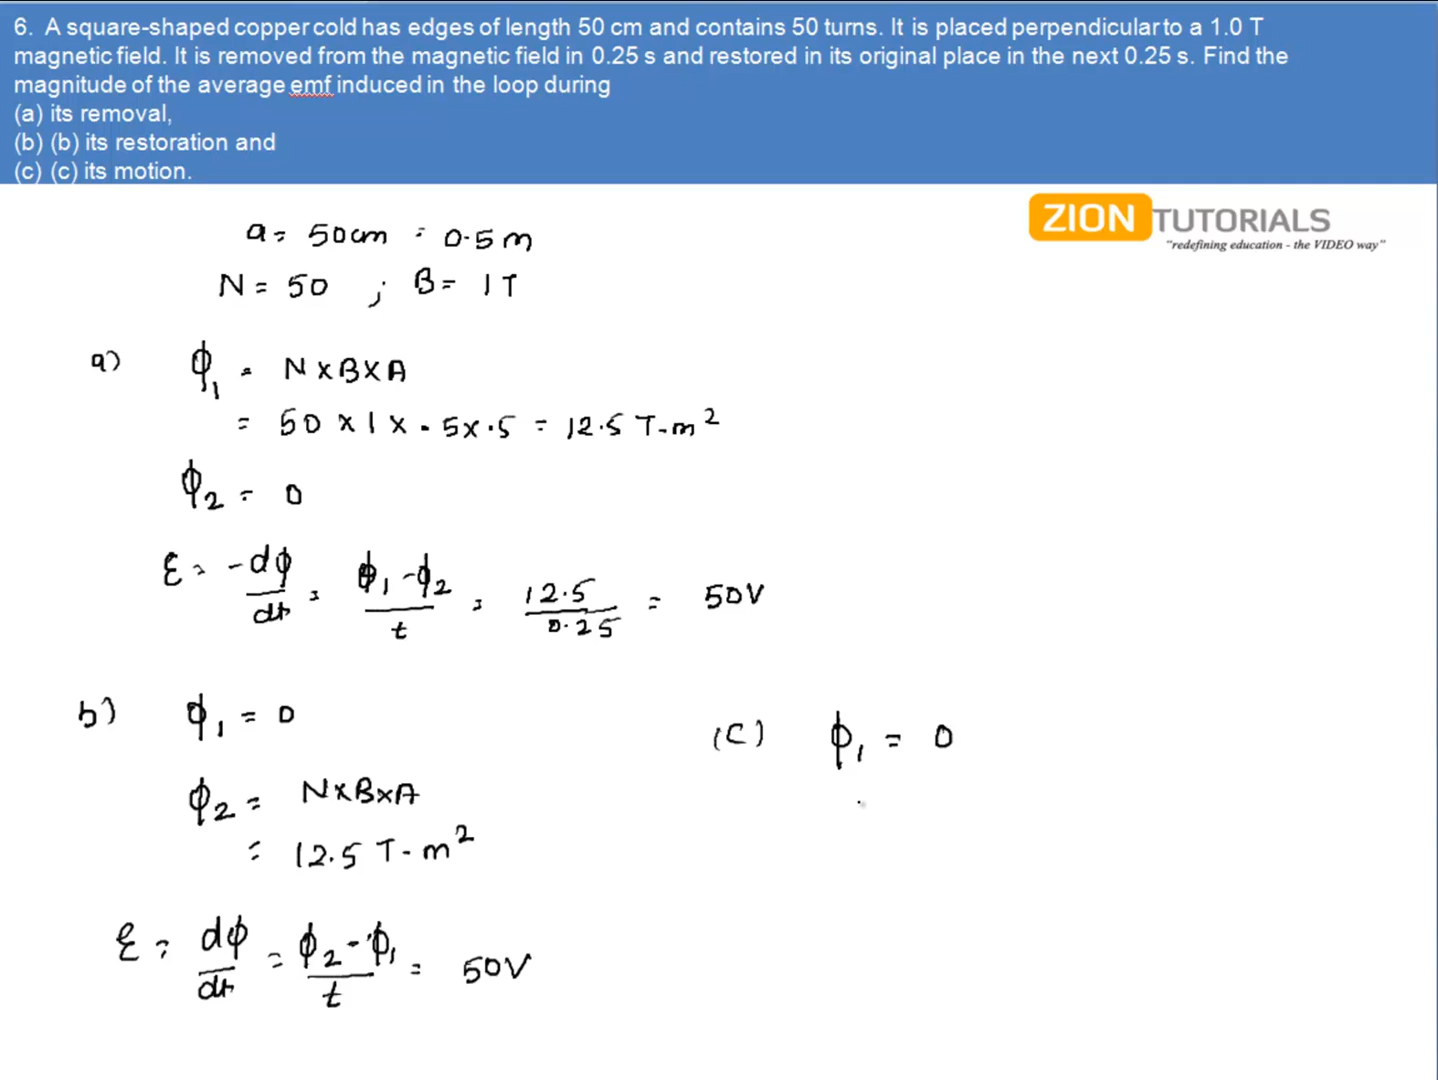 6. A square-shaped copper cold has edges of length 50 cm and contains 50 turns. It is placed perpendicular to a 1.0 T
magnetic field. It is removed from the magnetic field in 0.25 s and restored in its original place in the next 0.25 s. Find the
magnitude of the average emf induced in the loop during
(a) its removal,
(b) (b) its restoration and
(c) (c) its motion.
ZION TUTORIALS
"redefining education - the VIDEO way"
a = 50cm = 0.5 m
N = 50 ; B = 1 T
a) ϕ₁ = N×B×A
= 50 × 1 × .5×.5 = 12.5 T-m²
ϕ₂ = 0
ε = -dϕ/dt = ϕ₁-ϕ₂/t = 12.5/0.25 = 50V
b) ϕ₁ = 0
ϕ₂ = N×B×A
= 12.5 T-m²
ε = dϕ/dt = ϕ₂-ϕ₁/t = 50V
(C) ϕ₁ = 0